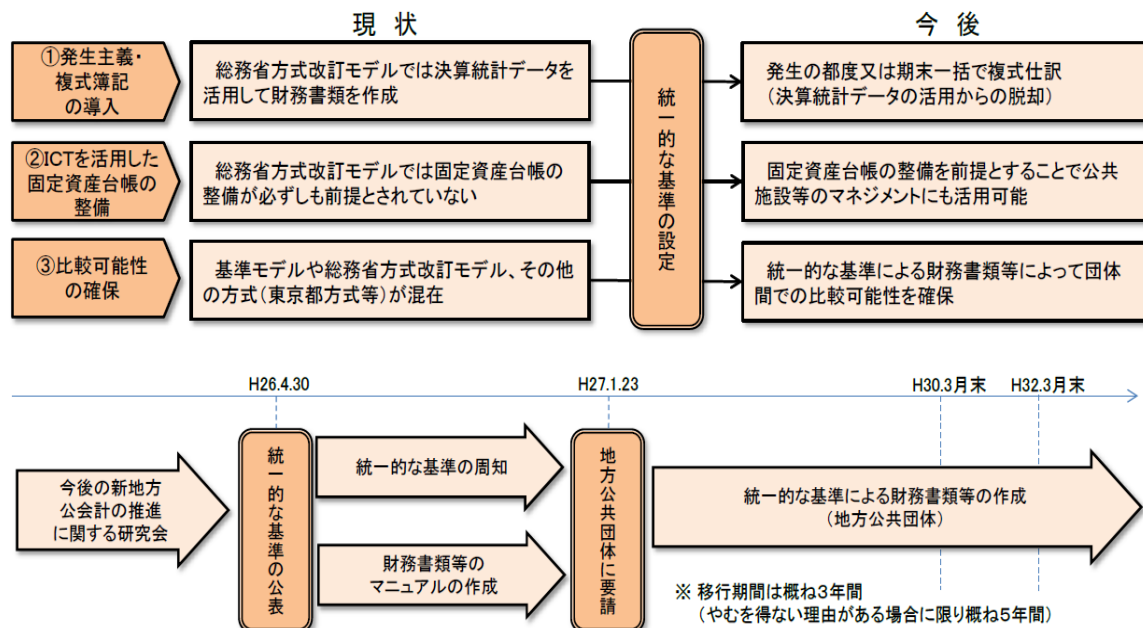 現 状
今 後
①発生主義・
複式簿記
の導入
総務省方式改訂モデルでは決算統計データを
活用して財務書類を作成
発生の都度又は期末一括で複式仕訳
(決算統計データの活用からの脱却)
②ICTを活用した
固定資産台帳の
整備
総務省方式改訂モデルでは固定資産台帳の
整備が必ずしも前提とされていない
固定資産台帳の整備を前提とすることで公共
施設等のマネジメントにも活用可能
③比較可能性
の確保
基準モデルや総務省方式改訂モデル、その他
の方式(東京都方式等)が混在
統一的な基準による財務書類等によって団体
間での比較可能性を確保
統一的な基準の設定
H26.4.30
H27.1.23
H30.3月末
H32.3月末
今後の新地方
公会計の推進
に関する研究会
統一的な基準の公表
統一的な基準の周知
財務書類等の
マニュアルの作成
地方公共団体に要請
統一的な基準による財務書類等の作成
(地方公共団体)
※ 移行期間は概ね3年間
(やむを得ない理由がある場合に限り概ね5年間)